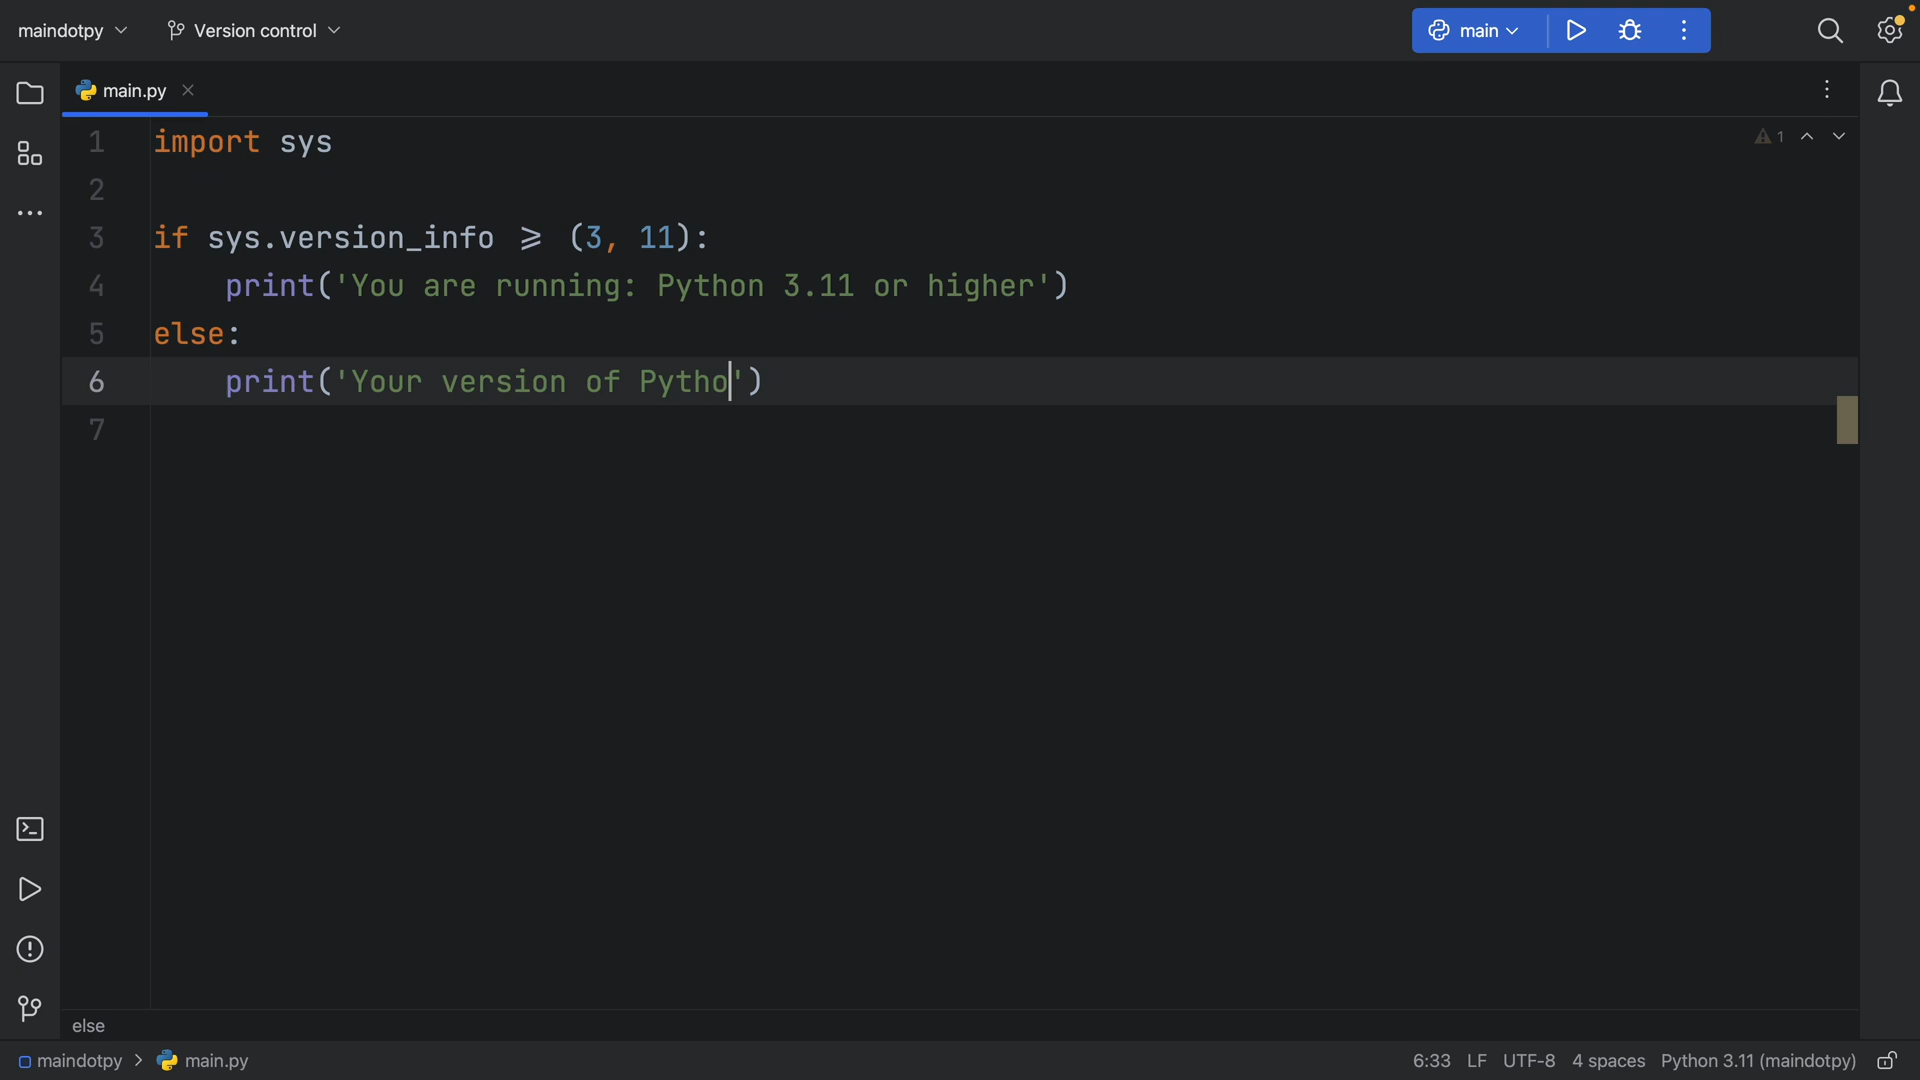 maindotpy Version control main
main.py
1 import sys 1
2
3 if sys.version_info >= (3, 11):
4 print('You are running: Python 3.11 or higher')
5 else:
6 print('Your version of Pytho')
7
else
maindotpy > main.py 6:33 LF UTF-8 4 spaces Python 3.11 (maindotpy)